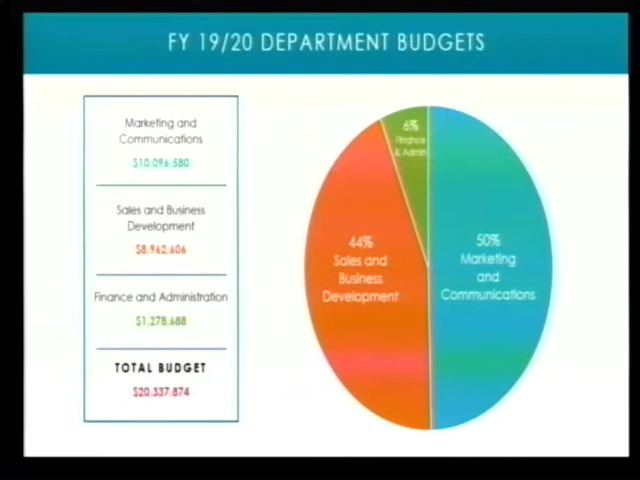 FY 19/20 DEPARTMENT BUDGETS
Marketing and
Communications
$10,096,580
Sales and Business
Development
$8,962,606
Finance and Administration
$1,278,688
TOTAL BUDGET
$20,337,874
6%
Finance
& Admin
44%
Sales and
Business
Development
50%
Marketing
and
Communications